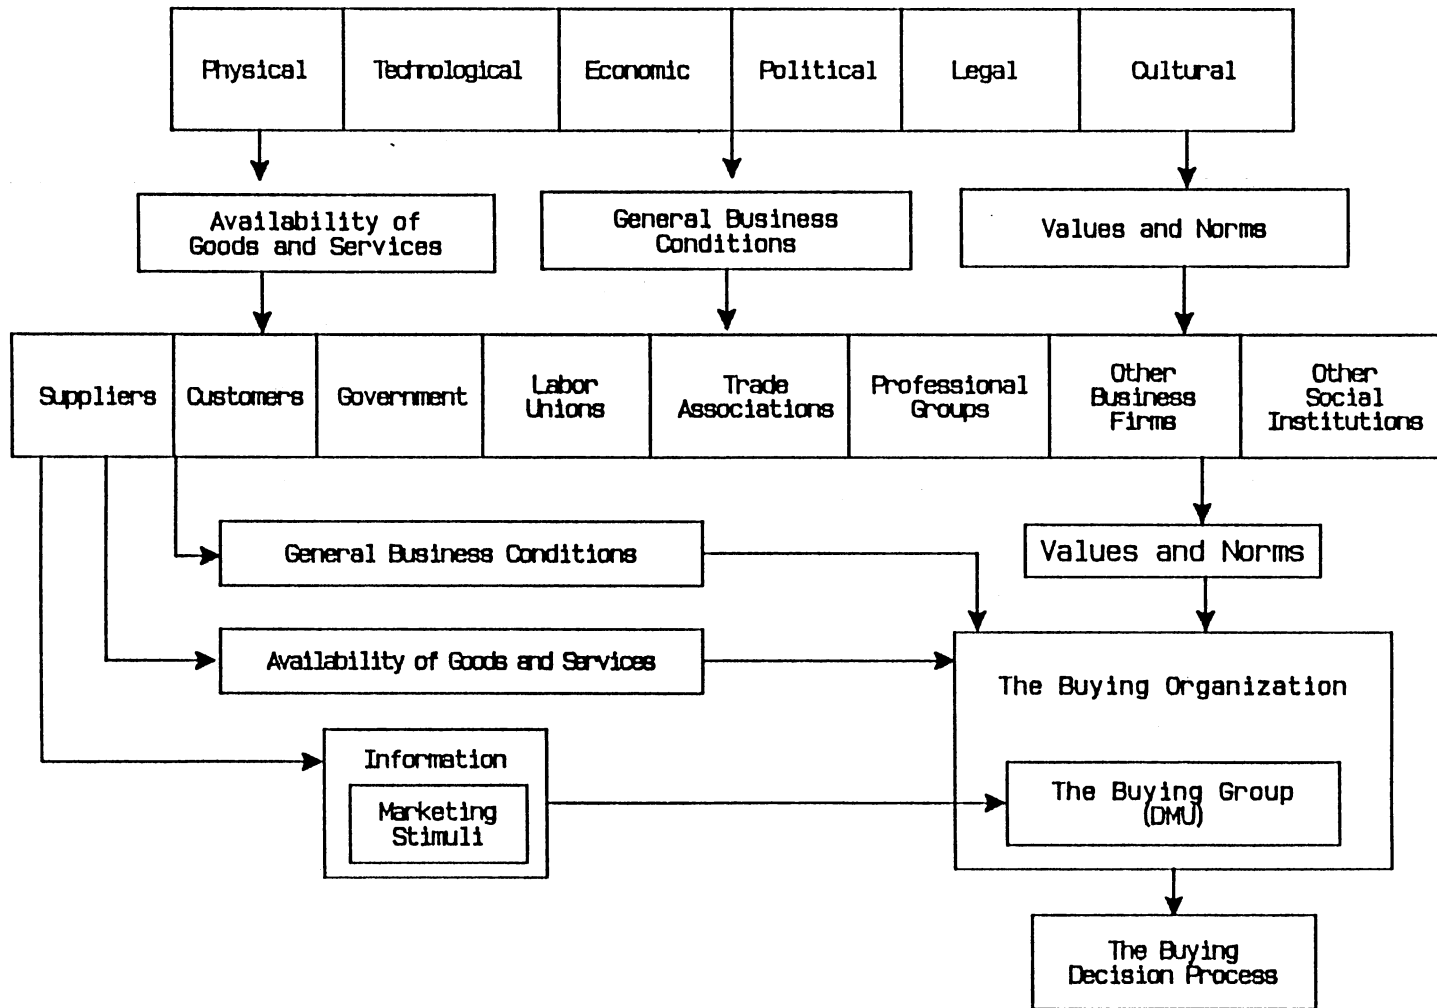 Physical
Technological
Economic
Political
Legal
Cultural
Availability of
Goods and Services
General Business
Conditions
Values and Norms
Suppliers
Customers
Government
Labor
Unions
Trade
Associations
Professional
Groups
Other
Business
Firms
Other
Social
Institutions
General Business Conditions
Values and Norms
Availability of Goods and Services
The Buying Organization
Information
Marketing
Stimuli
The Buying Group
(DMU)
The Buying
Decision Process